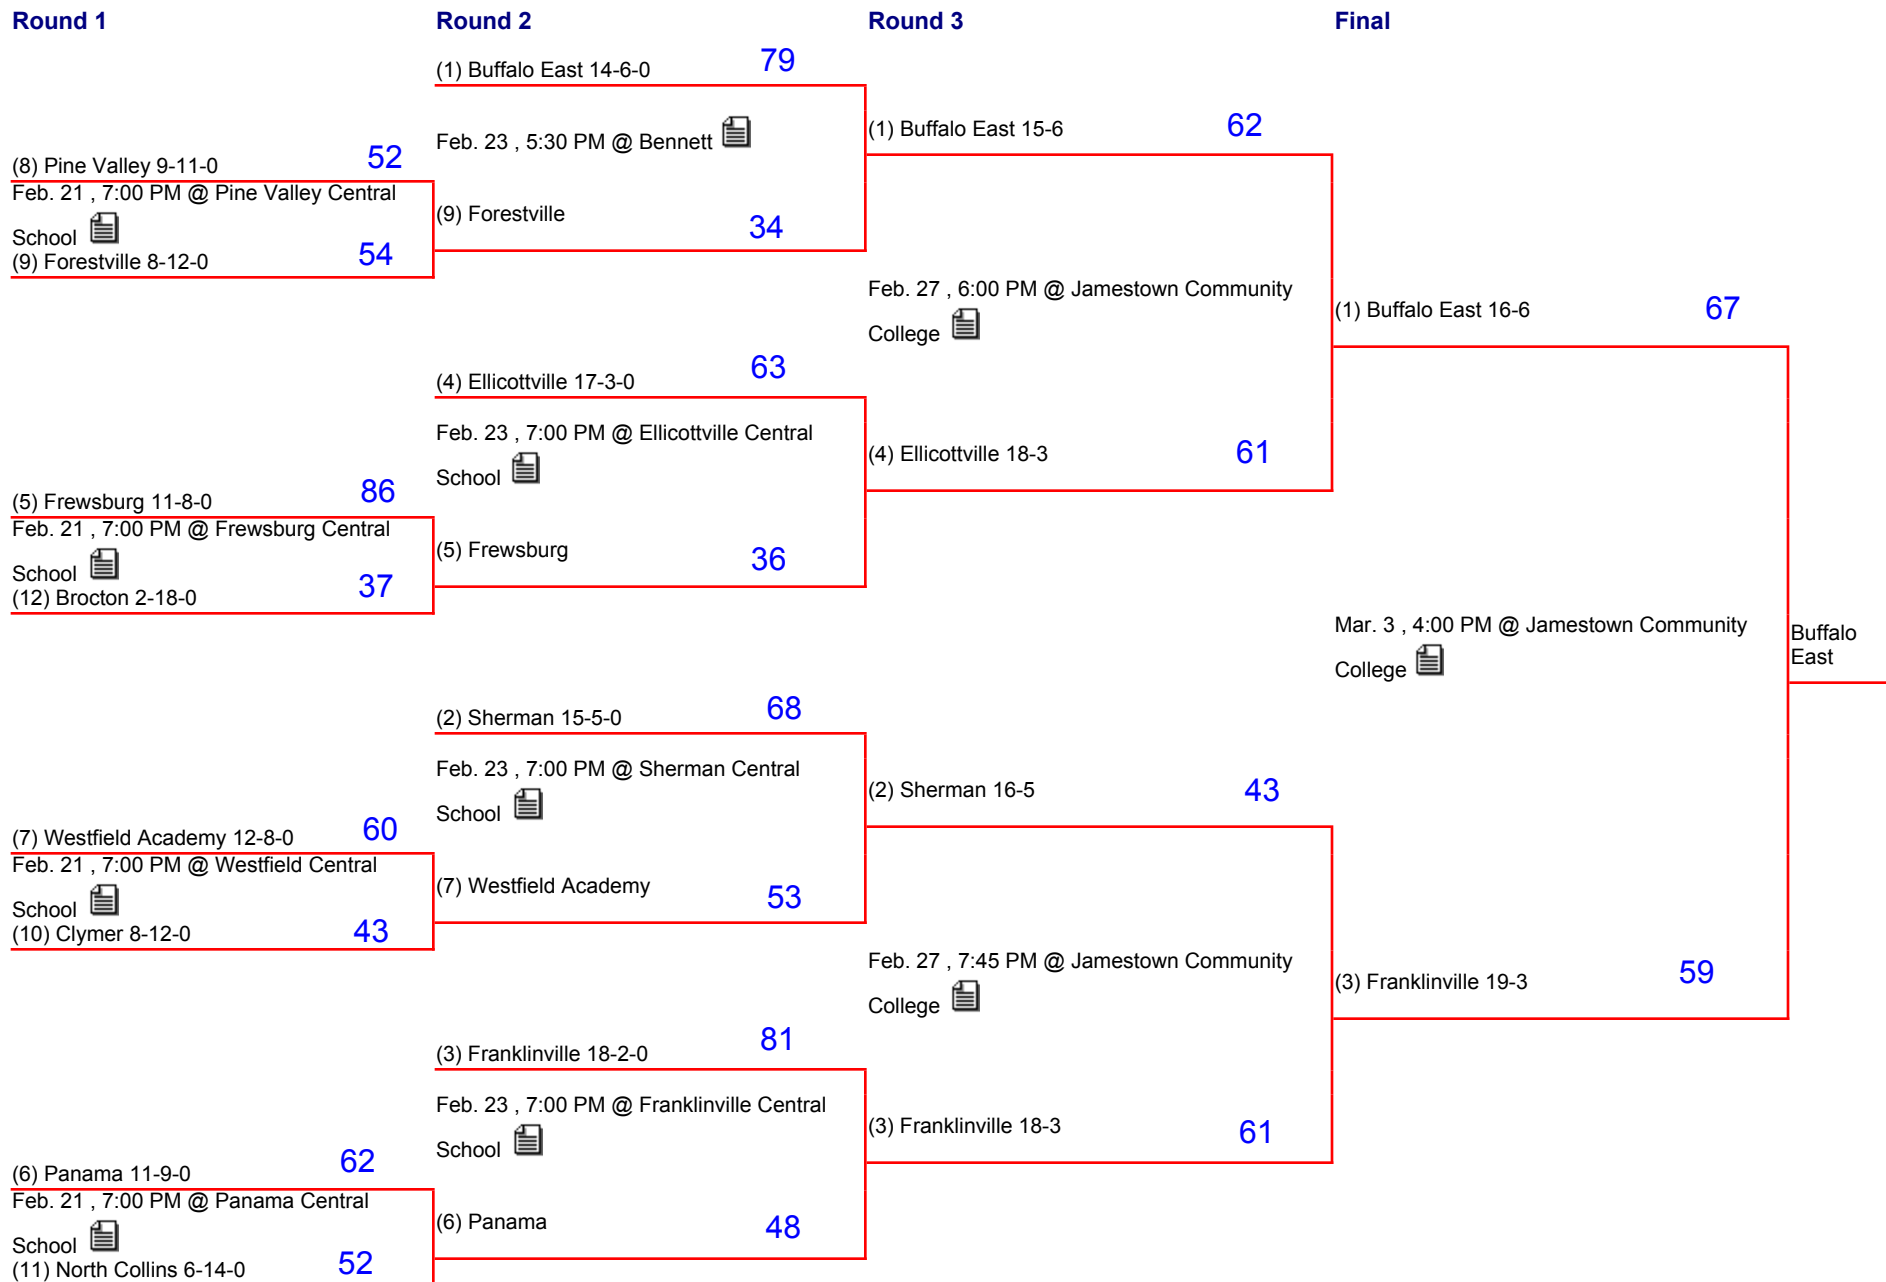 Round 1
Round 2
Round 3
Final
(1) Buffalo East 14-6-0 79
Feb. 23 , 5:30 PM @ Bennett
(1) Buffalo East 15-6 62
(8) Pine Valley 9-11-0 52
Feb. 21 , 7:00 PM @ Pine Valley Central
School
(9) Forestville 8-12-0 54
(9) Forestville 34
Feb. 27 , 6:00 PM @ Jamestown Community
College
(1) Buffalo East 16-6 67
(4) Ellicottville 17-3-0 63
Feb. 23 , 7:00 PM @ Ellicottville Central
School
(4) Ellicottville 18-3 61
(5) Frewsburg 11-8-0 86
Feb. 21 , 7:00 PM @ Frewsburg Central
School
(12) Brocton 2-18-0 37
(5) Frewsburg 36
Mar. 3 , 4:00 PM @ Jamestown Community
College
Buffalo
East
(2) Sherman 15-5-0 68
Feb. 23 , 7:00 PM @ Sherman Central
School
(2) Sherman 16-5 43
(7) Westfield Academy 12-8-0 60
Feb. 21 , 7:00 PM @ Westfield Central
School
(10) Clymer 8-12-0 43
(7) Westfield Academy 53
Feb. 27 , 7:45 PM @ Jamestown Community
College
(3) Franklinville 19-3 59
(3) Franklinville 18-2-0 81
Feb. 23 , 7:00 PM @ Franklinville Central
School
(3) Franklinville 18-3 61
(6) Panama 11-9-0 62
Feb. 21 , 7:00 PM @ Panama Central
School
(11) North Collins 6-14-0 52
(6) Panama 48